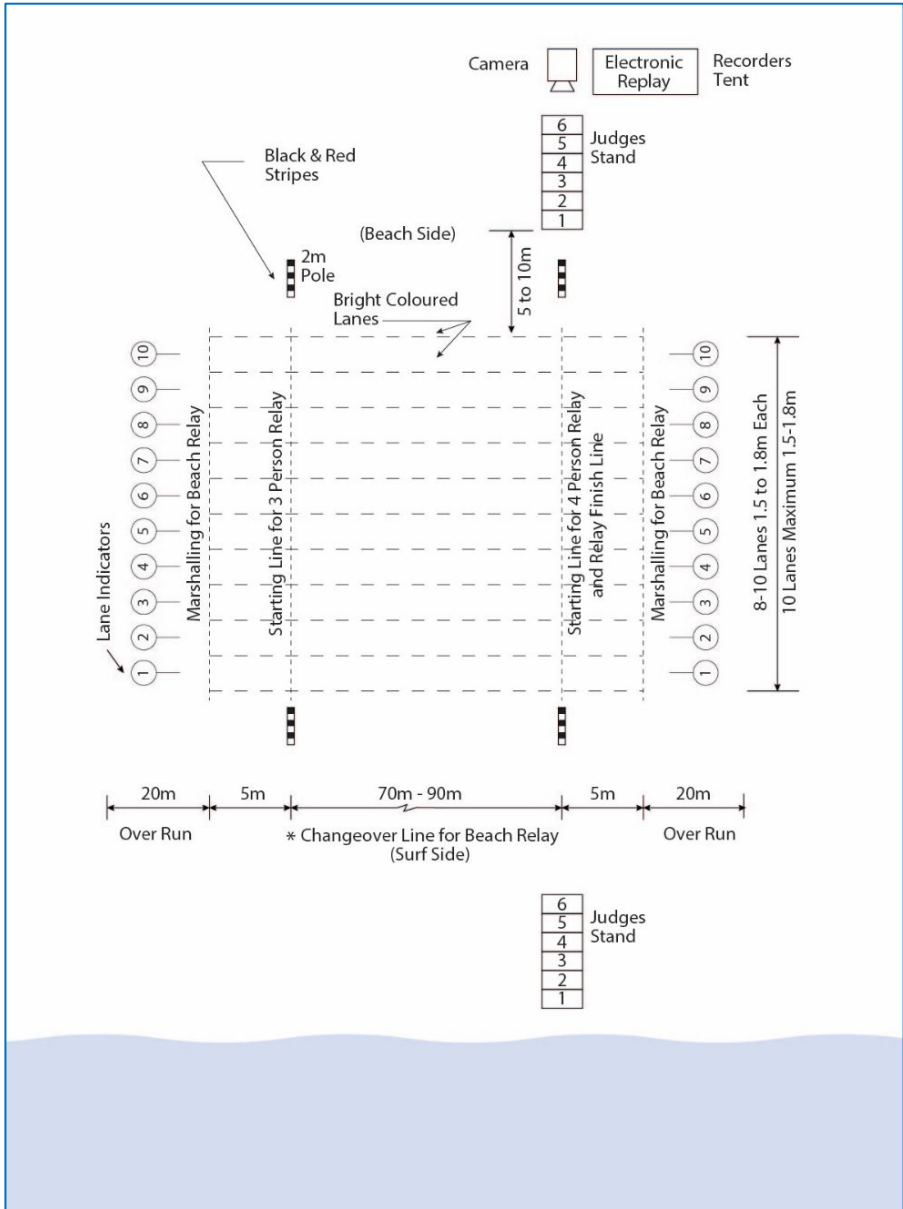 Camera
Electronic
Replay
Recorders
Tent
6
5
4
3
2
1
Judges
Stand
Black & Red
Stripes
(Beach Side)
2m
Pole
5 to 10m
Bright Coloured
Lanes
Lane Indicators
10
9
8
7
6
5
4
3
2
1
Marshalling for Beach Relay
Starting Line for 3 Person Relay
Starting Line for 4 Person Relay
and Relay Finish Line
Marshalling for Beach Relay
10
9
8
7
6
5
4
3
2
1
8-10 Lanes 1.5 to 1.8m Each
10 Lanes Maximum 1.5-1.8m
20m
5m
70m - 90m
5m
20m
Over Run
* Changeover Line for Beach Relay
(Surf Side)
Over Run
6
5
4
3
2
1
Judges
Stand